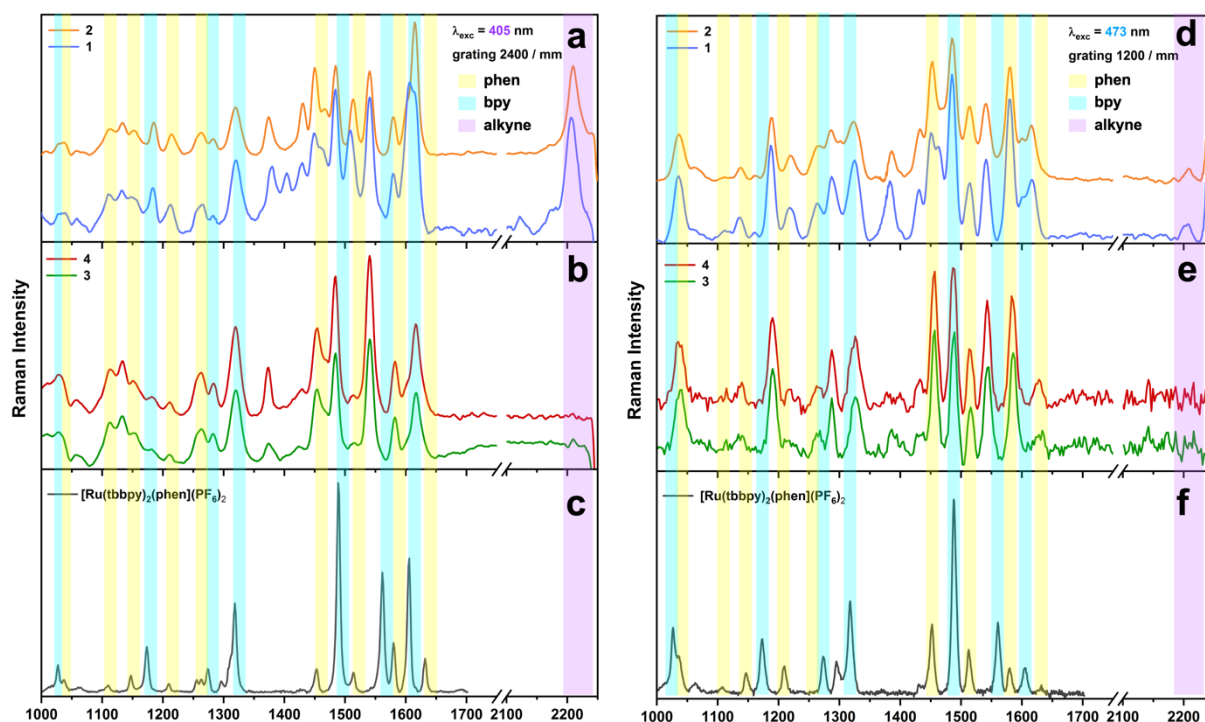 2
1
a
λexc = 405 nm
grating 2400 / mm
phen
bpy
alkyne
4
3
b
[Ru(tbbpy)2(phen](PF6)2
c
Raman Intensity
1000 1100 1200 1300 1400 1500 1600 1700 2100 2200
2
1
d
λexc = 473 nm
grating 1200 / mm
phen
bpy
alkyne
4
3
e
[Ru(tbbpy)2(phen](PF6)2
f
Raman Intensity
1000 1100 1200 1300 1400 1500 1600 1700 2100 2200